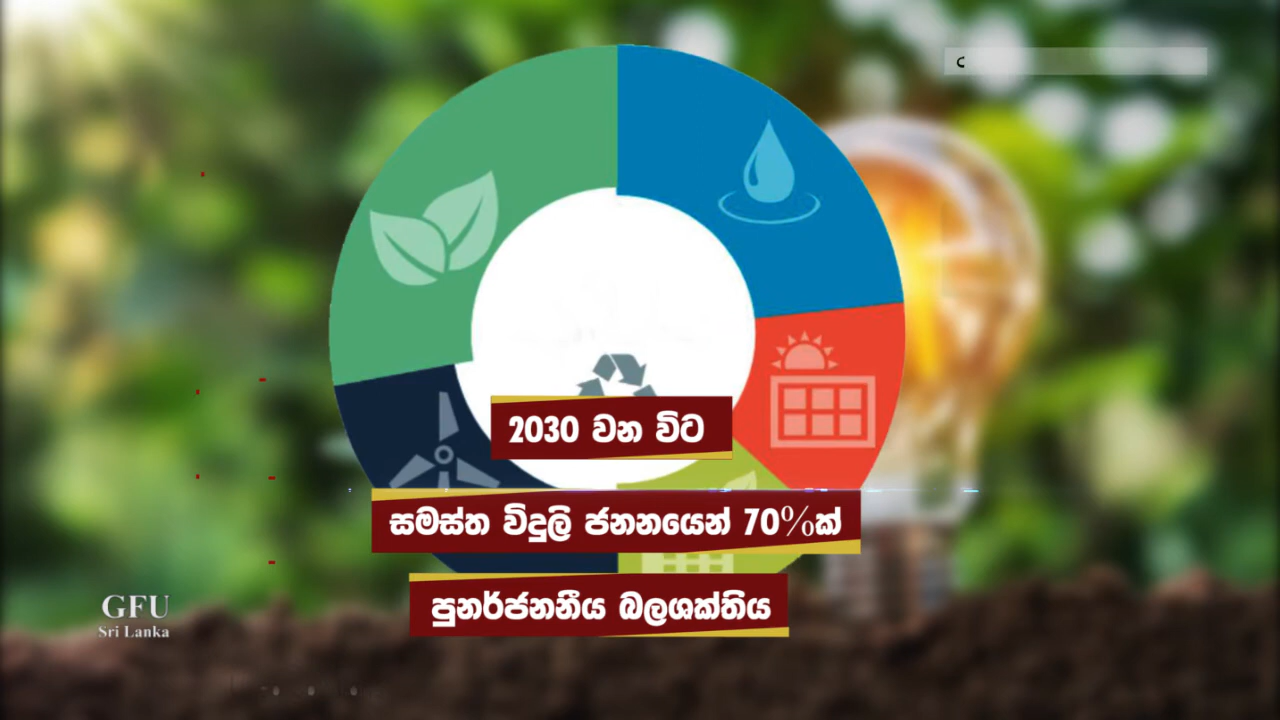 2030 වන විට
සමස්ත විදුලි ජනනයෙන් 70%ක්
පුනර්ජනනීය බලශක්තිය
GFU
Sri Lanka